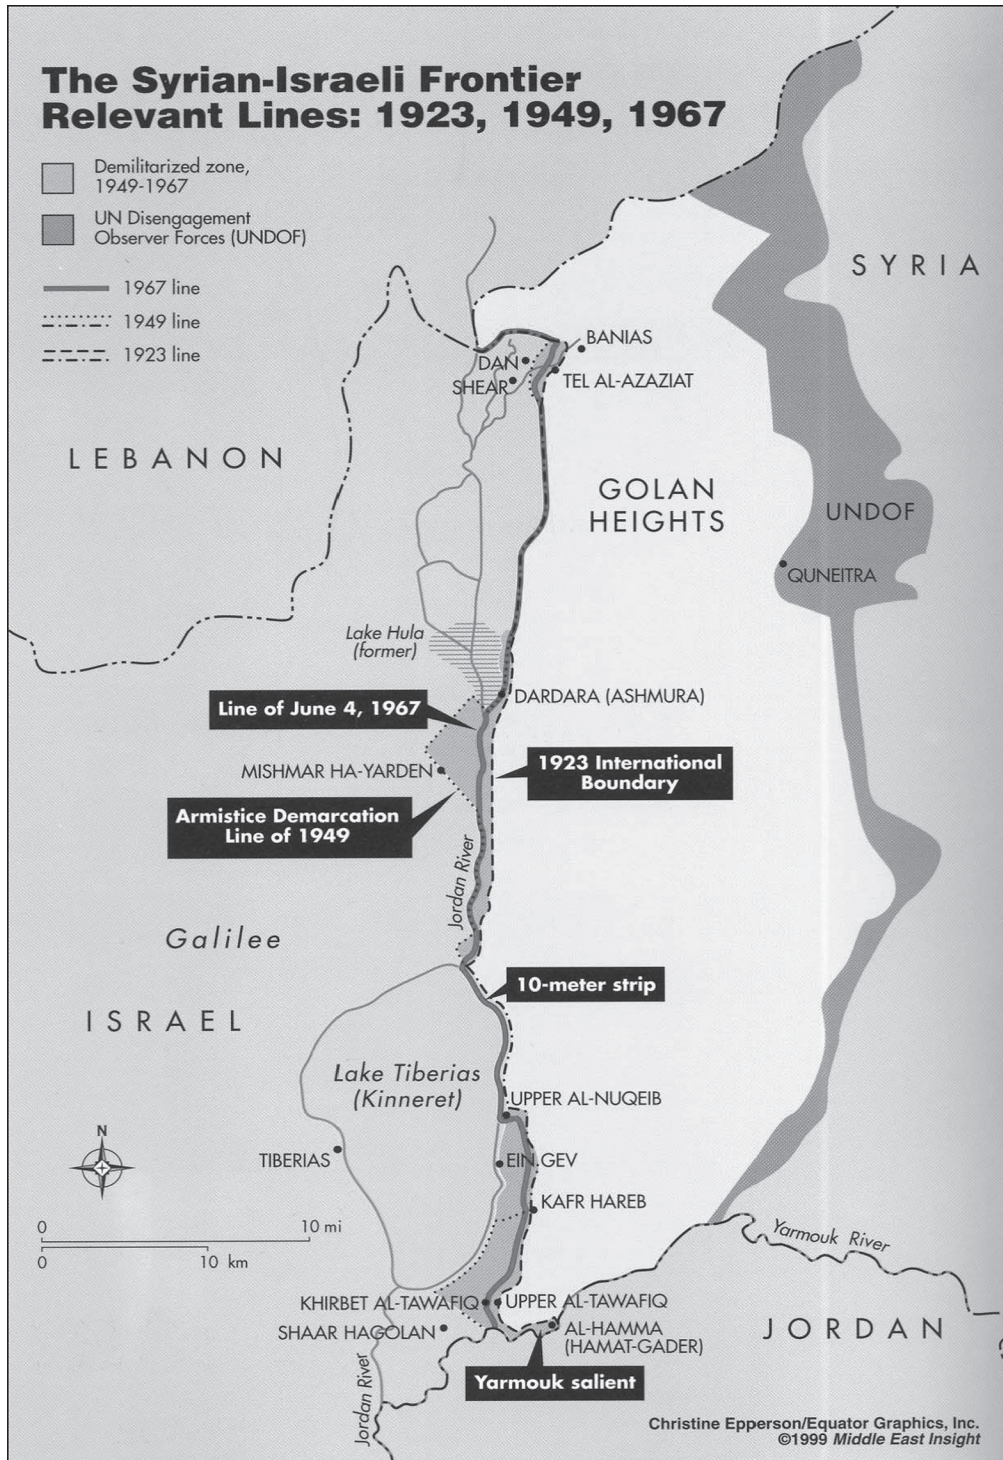 The Syrian-Israeli Frontier
Relevant Lines: 1923, 1949, 1967
Demilitarized zone,
1949-1967
UN Disengagement
Observer Forces (UNDOF)
1967 line
1949 line
1923 line
SYRIA
BANIAS
DAN
SHEAR
TEL AL-AZAZIAT
LEBANON
GOLAN
HEIGHTS
UNDOF
QUNEITRA
Lake Hula
(former)
DARDARA (ASHMURA)
Line of June 4, 1967
1923 International
Boundary
MISHMAR HA-YARDEN
Armistice Demarcation
Line of 1949
Jordan River
Galilee
10-meter strip
ISRAEL
Lake Tiberias
(Kinneret)
UPPER AL-NUQEIB
N
TIBERIAS
EIN GEV
KAFR HAREB
0 10 mi
0 10 km
Yarmouk River
KHIRBET AL-TAWAFIQ
UPPER AL-TAWAFIQ
SHAAR HAGOLAN
AL-HAMMA
(HAMAT-GADER)
JORDAN
Yarmouk salient
Jordan River
Christine Epperson/Equator Graphics, Inc.
©1999 Middle East Insight